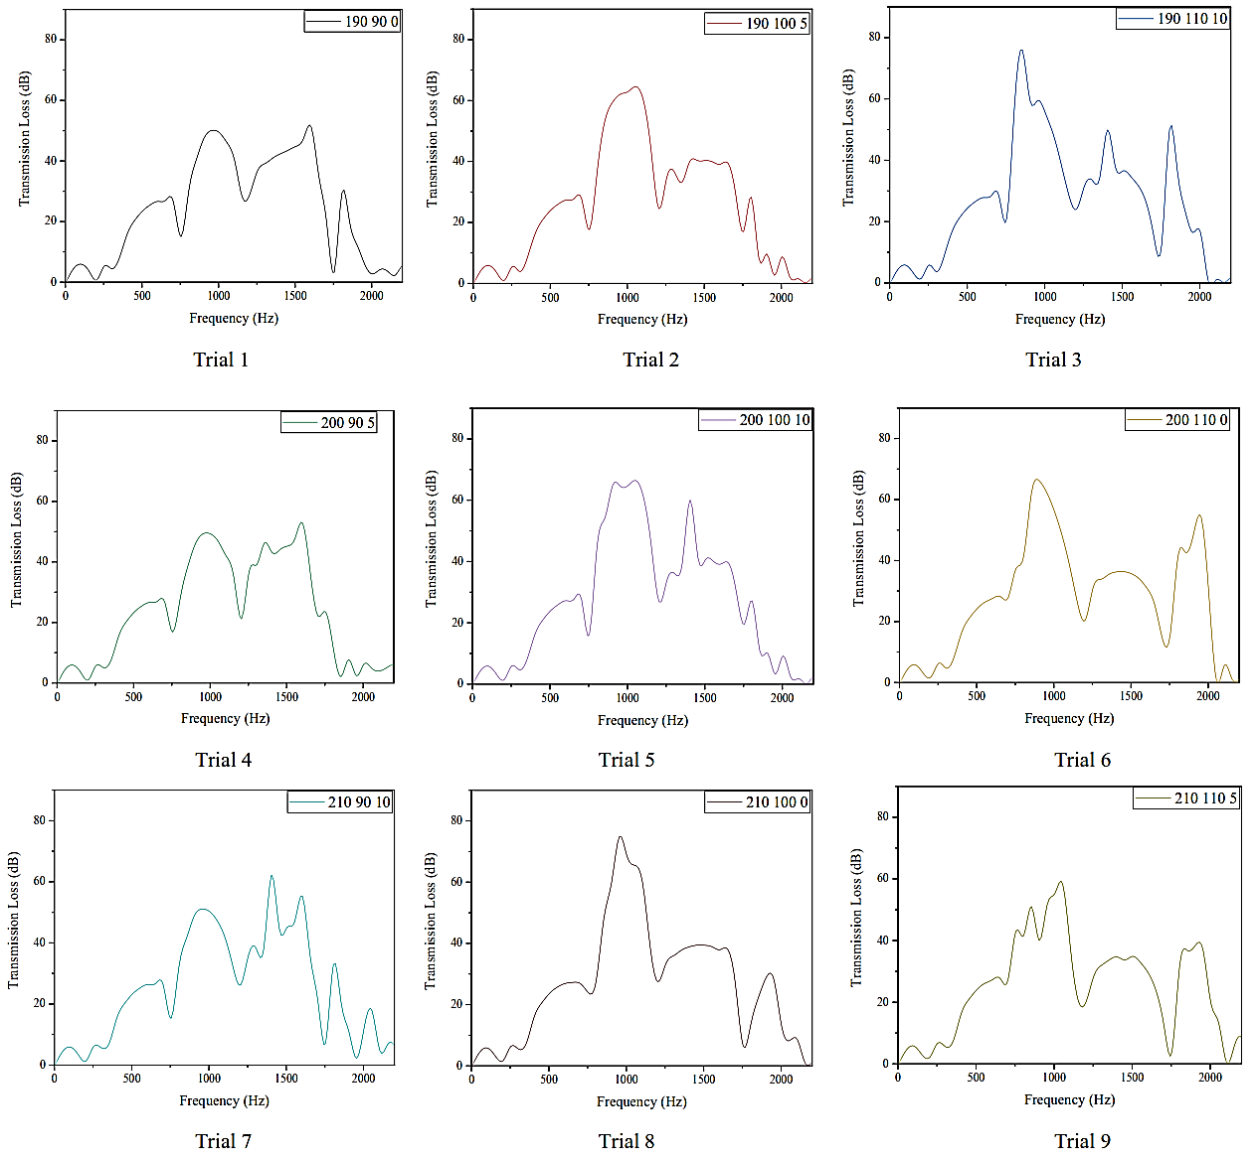 190 90 0
80
60
40
20
0
Transmission Loss (dB)
0 500 1000 1500 2000
Frequency (Hz)
Trial 1
190 100 5
80
60
40
20
0
Transmission Loss (dB)
0 500 1000 1500 2000
Frequency (Hz)
Trial 2
190 110 10
80
60
40
20
0
Transmission Loss (dB)
0 500 1000 1500 2000
Frequency (Hz)
Trial 3
200 90 5
80
60
40
20
0
Transmission Loss (dB)
0 500 1000 1500 2000
Frequency (Hz)
Trial 4
200 100 10
80
60
40
20
0
Transmission Loss (dB)
0 500 1000 1500 2000
Frequency (Hz)
Trial 5
200 110 0
80
60
40
20
0
Transmission Loss (dB)
0 500 1000 1500 2000
Frequency (Hz)
Trial 6
210 90 10
80
60
40
20
0
Transmission Loss (dB)
0 500 1000 1500 2000
Frequency (Hz)
Trial 7
210 100 0
80
60
40
20
0
Transmission Loss (dB)
0 500 1000 1500 2000
Frequency (Hz)
Trial 8
210 110 5
80
60
40
20
0
Transmission Loss (dB)
0 500 1000 1500 2000
Frequency (Hz)
Trial 9